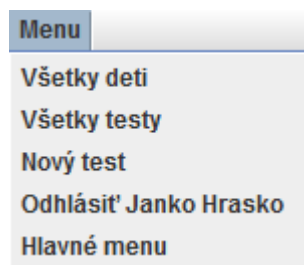 Menu
Všetky deti
Všetky testy
Nový test
Odhlásiť Janko Hrasko
Hlavné menu